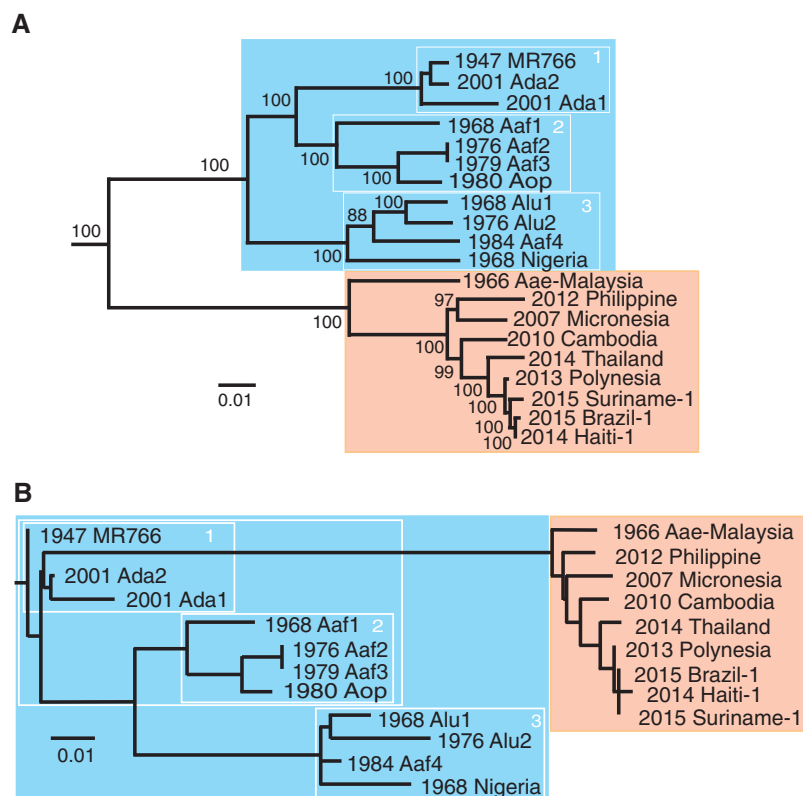 A
1
1947 MR766
100
2001 Ada2
100
2001 Ada1
1968 Aaf1
2
1976 Aaf2
100
1979 Aaf3
100
100
1980 Aop
1968 Alu1
3
100
88
1976 Alu2
100
1984 Aaf4
100
1968 Nigeria
1966 Aae-Malaysia
97
2012 Philippine
100
2007 Micronesia
100
2010 Cambodia
99
2014 Thailand
100
2013 Polynesia
0.01
100
2015 Suriname-1
100
2015 Brazil-1
100
2014 Haiti-1
B
1947 MR766
1
2001 Ada2
2001 Ada1
1968 Aaf1
2
1976 Aaf2
1979 Aaf3
1980 Aop
1968 Alu1
3
1976 Alu2
0.01
1984 Aaf4
1968 Nigeria
1966 Aae-Malaysia
2012 Philippine
2007 Micronesia
2010 Cambodia
2014 Thailand
2013 Polynesia
2015 Brazil-1
2014 Haiti-1
2015 Suriname-1